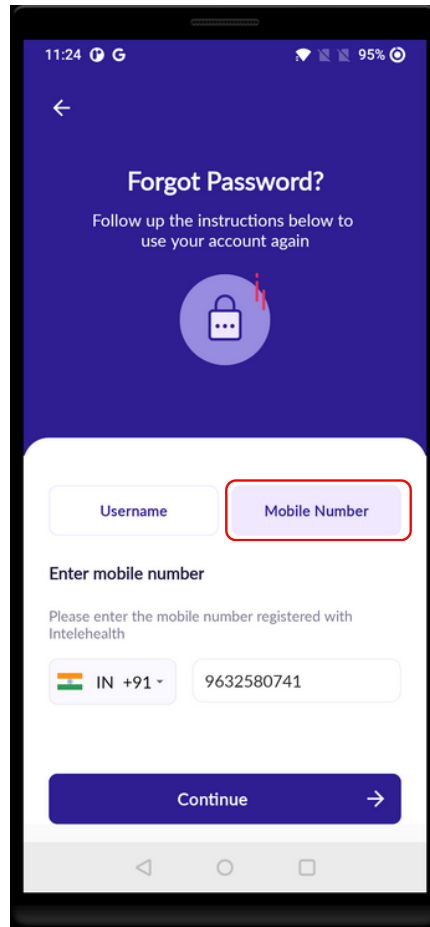 11:24 G 95%
Forgot Password?
Follow up the instructions below to
use your account again
Username Mobile Number
Enter mobile number
Please enter the mobile number registered with
Intelehealth
IN +91 9632580741
Continue